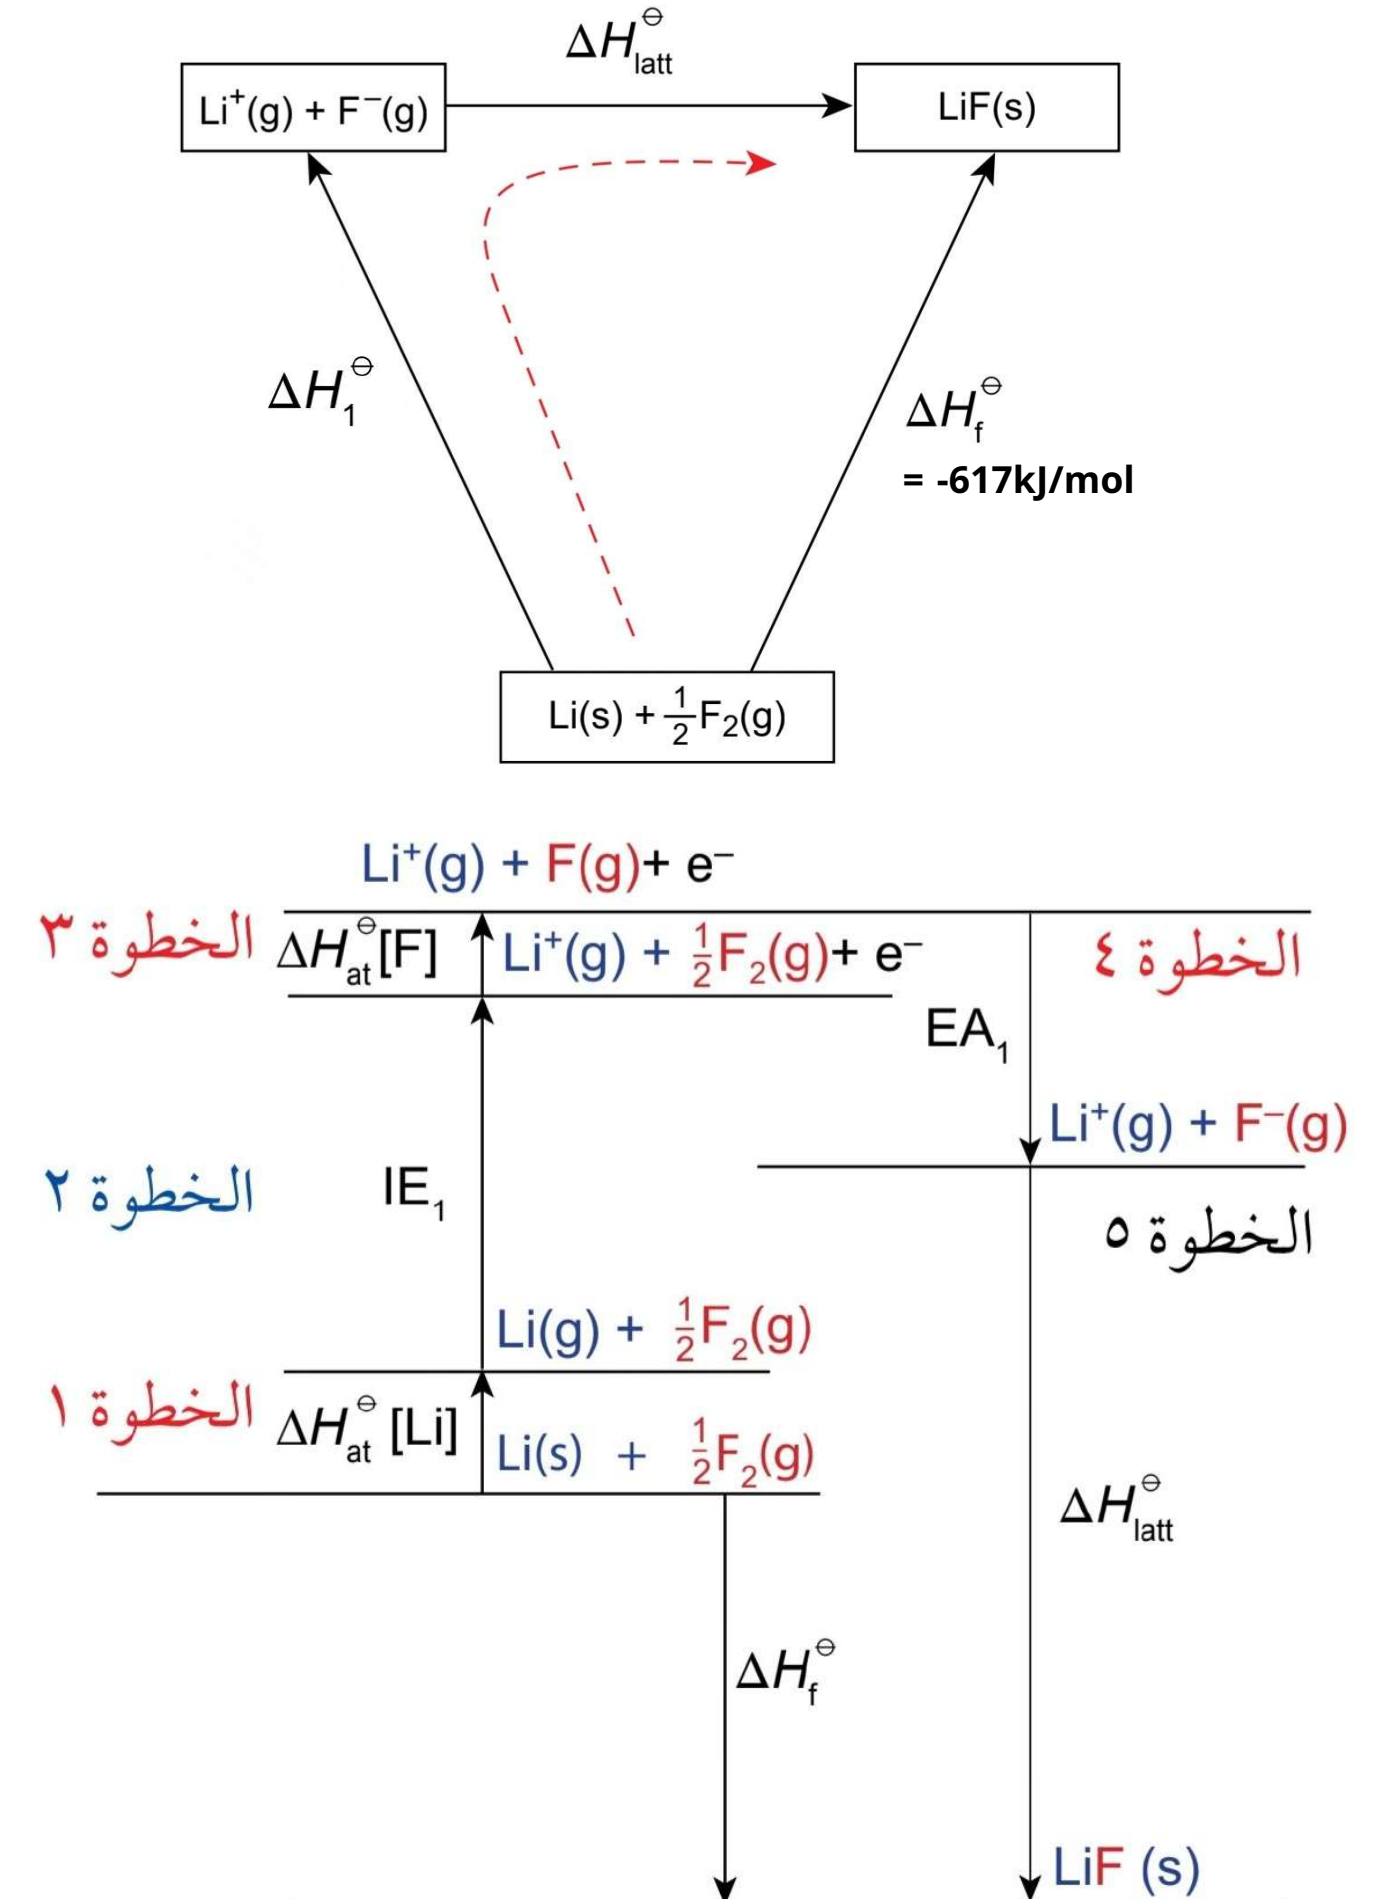 ΔH⊖latt
Li⁺(g) + F⁻(g)
LiF(s)
ΔH⊖1
ΔH⊖f
= -617kJ/mol
Li(s) + ½F₂(g)
Li⁺(g) + F(g)+ e⁻
الخطوة ٣
ΔH⊖at[F]
Li⁺(g) + ½F₂(g)+ e⁻
الخطوة ٤
EA₁
Li⁺(g) + F⁻(g)
الخطوة ٢
IE₁
الخطوة ٥
Li(g) + ½F₂(g)
الخطوة ١
ΔH⊖at [Li]
Li(s) + ½F₂(g)
ΔH⊖latt
ΔH⊖f
LiF (s)